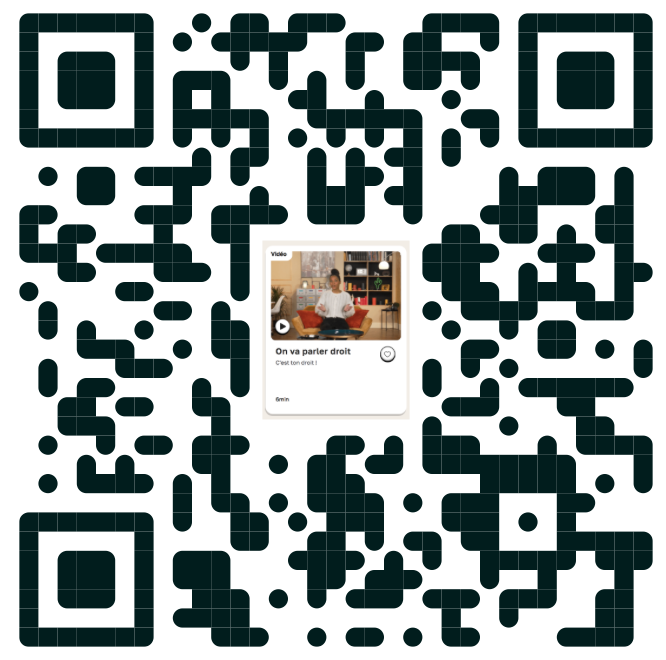 Vidéo
On va parler droit
C'est ton droit !
6min